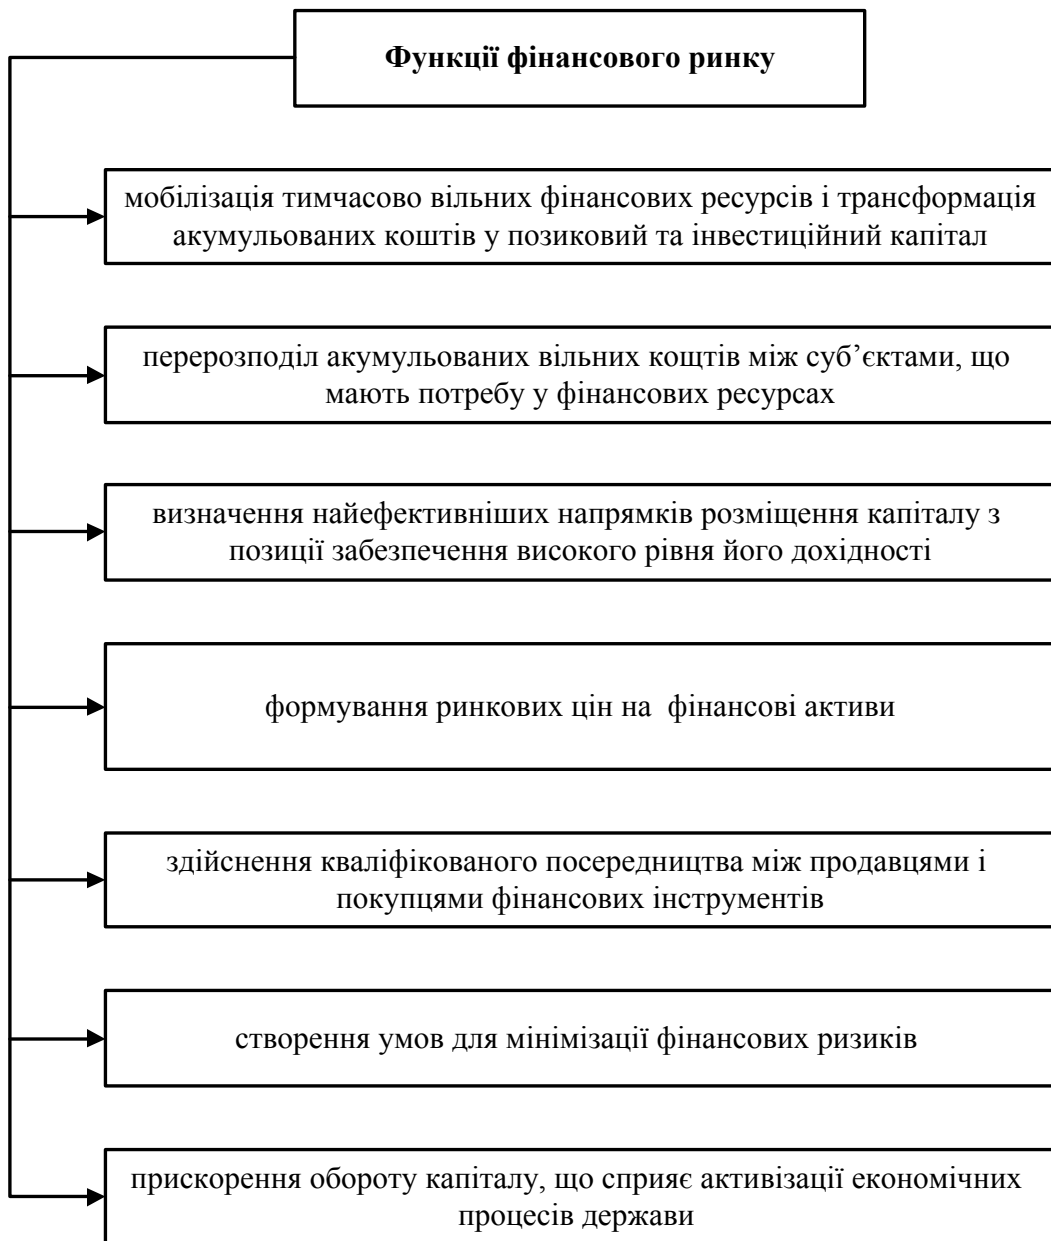 Функції фінансового ринку
мобілізація тимчасово вільних фінансових ресурсів і трансформація
акумульованих коштів у позиковий та інвестиційний капітал
перерозподіл акумульованих вільних кощтів між суб’єктами, що
мають потребу у фінансових ресурсах
визначення найефективніших напрямків розміщення капіталу з
позиції забезпечення високого рівня його дохідності
формування ринкових цін на  фінансові активи
здійснення кваліфікованого посередництва між продавцями і
покупцями фінансових інструментів
створення умов для мінімізації фінансових ризиків
прискорення обороту капіталу, що сприяє активізації економічних
процесів держави